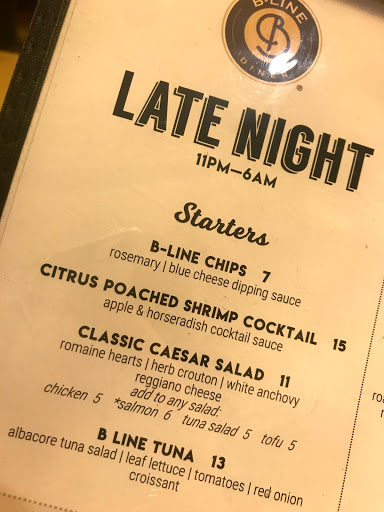 B-LINE
B
DINER
LATE NIGHT
11PM—6AM
Starters
B-LINE CHIPS 7
rosemary | blue cheese dipping sauce
CITRUS POACHED SHRIMP COCKTAIL 15
apple & horseradish cocktail sauce
CLASSIC CAESAR SALAD 11
romaine hearts | herb crouton | white anchovy
reggiano cheese
add to any salad:
chicken 5 *salmon 6 tuna salad 5 tofu 5
B LINE TUNA 13
albacore tuna salad | leaf lettuce | tomatoes | red onion
croissant